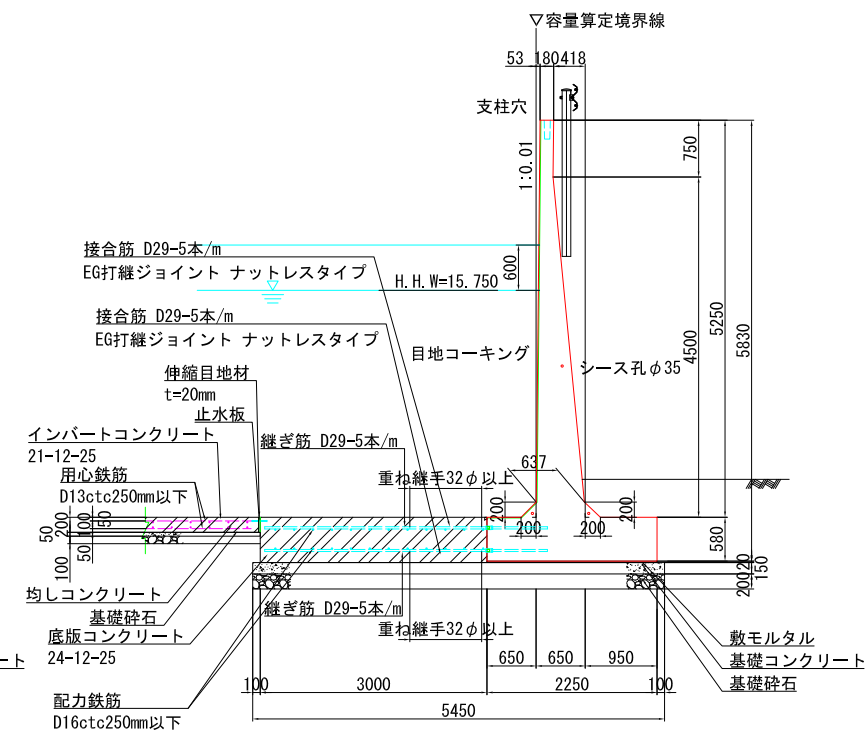 ▽容量算定境界線
53 180 418
支柱穴
1:0.01
750
接合筋 D29-5本/m
EG打継ジョイント ナットレスタイプ
600
H.H.W=15.750
5250
5830
4500
接合筋 D29-5本/m
EG打継ジョイント ナットレスタイプ
目地コーキング
シース孔φ35
伸縮目地材
t=20mm
止水板
インバートコンクリート
21-12-25
継ぎ筋 D29-5本/m
637
用心鉄筋
D13ctc250mm以下
重ね継手32φ以上
200
200
200
200
50
200
100
50
50
100
580
20
150
200
均しコンクリート
基礎砕石
継ぎ筋 D29-5本/m
底版コンクリート
24-12-25
重ね継手32φ以上
敷モルタル
基礎コンクリート
基礎砕石
ート
650 650 950
100 3000 2250 100
配力鉄筋
D16ctc250mm以下
5450